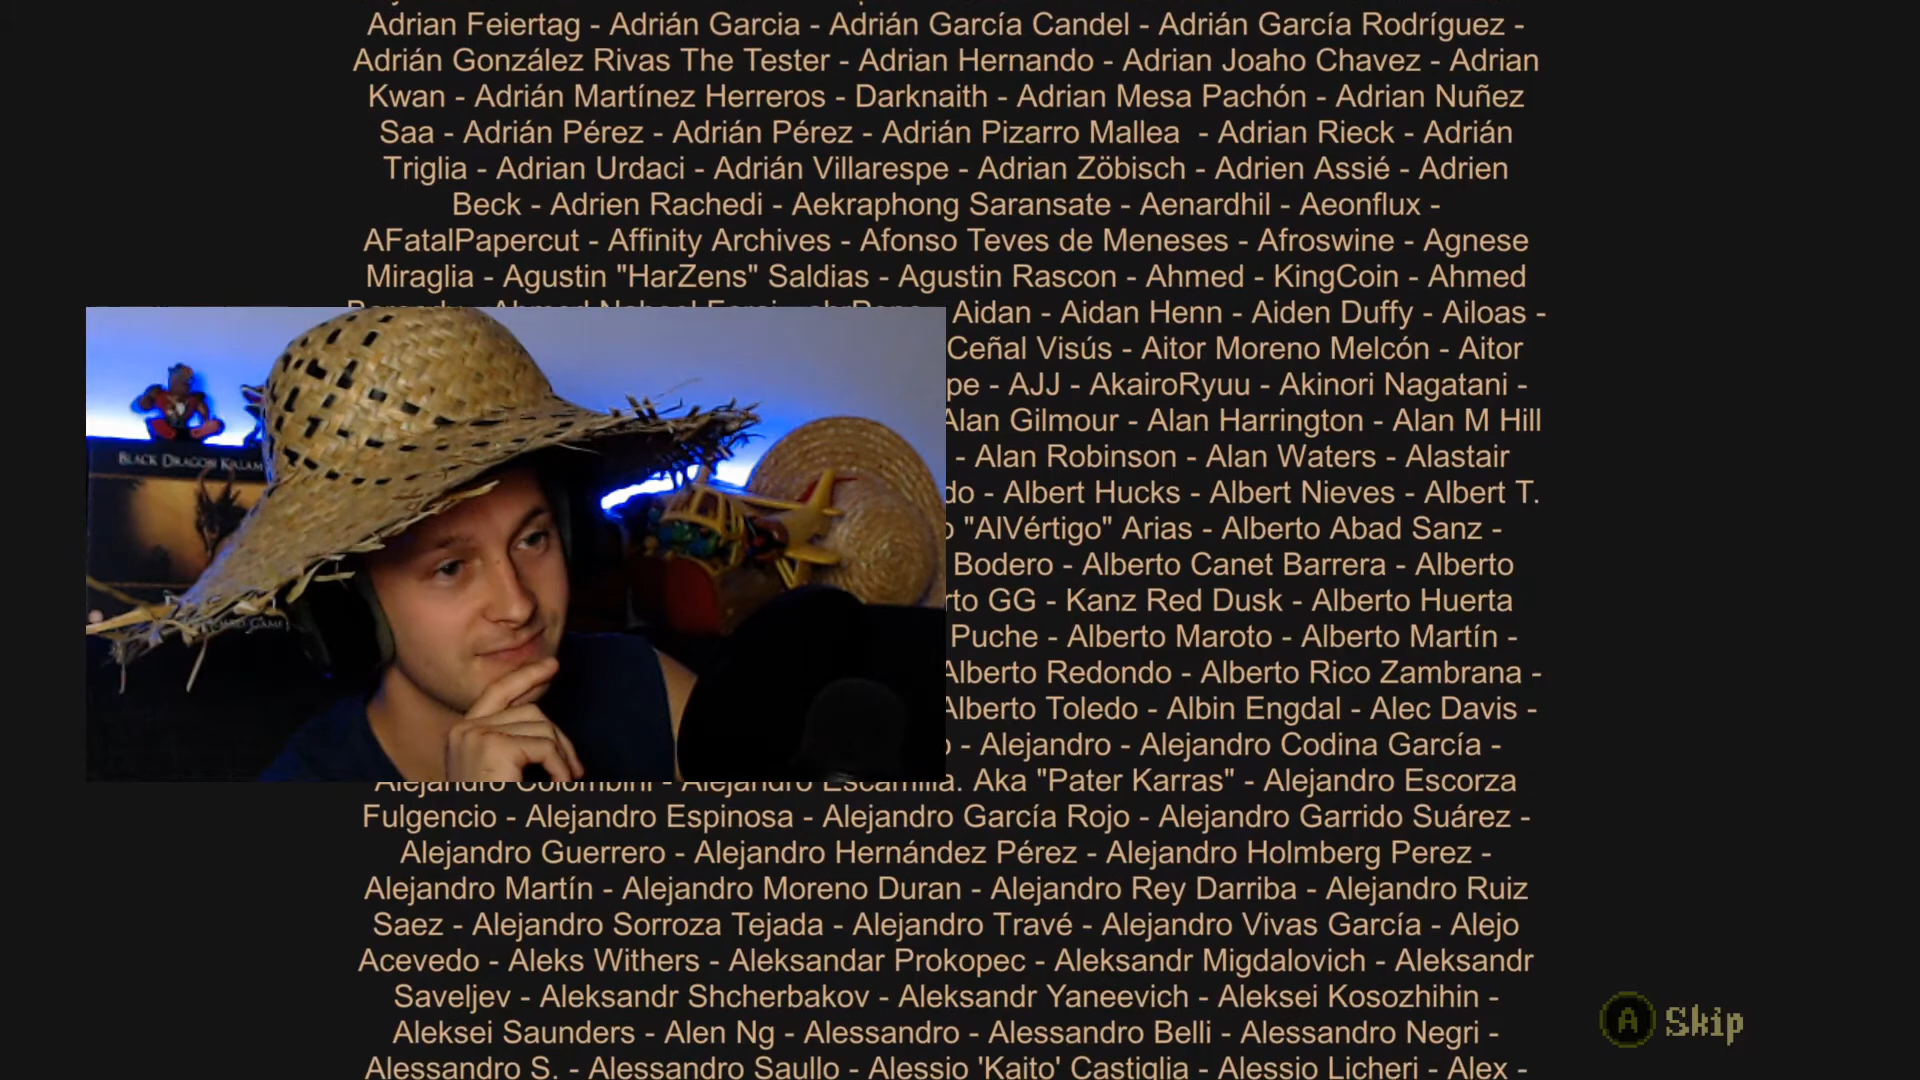 Adrian Feiertag - Adrián Garcia - Adrián García Candel - Adrián García Rodríguez -
Adrián González Rivas The Tester - Adrian Hernando - Adrian Joaho Chavez - Adrian
Kwan - Adrián Martínez Herreros - Darknaith - Adrian Mesa Pachón - Adrian Nuñez
Saa - Adrián Pérez - Adrián Pérez - Adrián Pizarro Mallea - Adrian Rieck - Adrián
Triglia - Adrian Urdaci - Adrián Villarespe - Adrian Zöbisch - Adrien Assié - Adrien
Beck - Adrien Rachedi - Aekraphong Saransate - Aenardhil - Aeonflux -
AFatalPapercut - Affinity Archives - Afonso Teves de Meneses - Afroswine - Agnese
Miraglia - Agustin "HarZens" Saldias - Agustin Rascon - Ahmed - KingCoin - Ahmed
- Aidan - Aidan Henn - Aiden Duffy - Ailoas -
Ceñal Visús - Aitor Moreno Melcón - Aitor
pe - AJJ - AkairoRyuu - Akinori Nagatani -
Alan Gilmour - Alan Harrington - Alan M Hill
- Alan Robinson - Alan Waters - Alastair
do - Albert Hucks - Albert Nieves - Albert T.
"AlVértigo" Arias - Alberto Abad Sanz -
Bodero - Alberto Canet Barrera - Alberto
rto GG - Kanz Red Dusk - Alberto Huerta
Puche - Alberto Maroto - Alberto Martín -
Alberto Redondo - Alberto Rico Zambrana -
Alberto Toledo - Albin Engdal - Alec Davis -
- Alejandro - Alejandro Codina García -
Alejandro Colombini - Alejandro Escamilla. Aka "Pater Karras" - Alejandro Escorza
Fulgencio - Alejandro Espinosa - Alejandro García Rojo - Alejandro Garrido Suárez -
Alejandro Guerrero - Alejandro Hernández Pérez - Alejandro Holmberg Perez -
Alejandro Martín - Alejandro Moreno Duran - Alejandro Rey Darriba - Alejandro Ruiz
Saez - Alejandro Sorroza Tejada - Alejandro Travé - Alejandro Vivas García - Alejo
Acevedo - Aleks Withers - Aleksandar Prokopec - Aleksandr Migdalovich - Aleksandr
Saveljev - Aleksandr Shcherbakov - Aleksandr Yaneevich - Aleksei Kosozhihin -
Aleksei Saunders - Alen Ng - Alessandro - Alessandro Belli - Alessandro Negri -
Alessandro S. - Alessandro Saullo - Alessio 'Kaito' Castiglia - Alessio Licheri - Alex -
BLACK DRAGON
A Skip